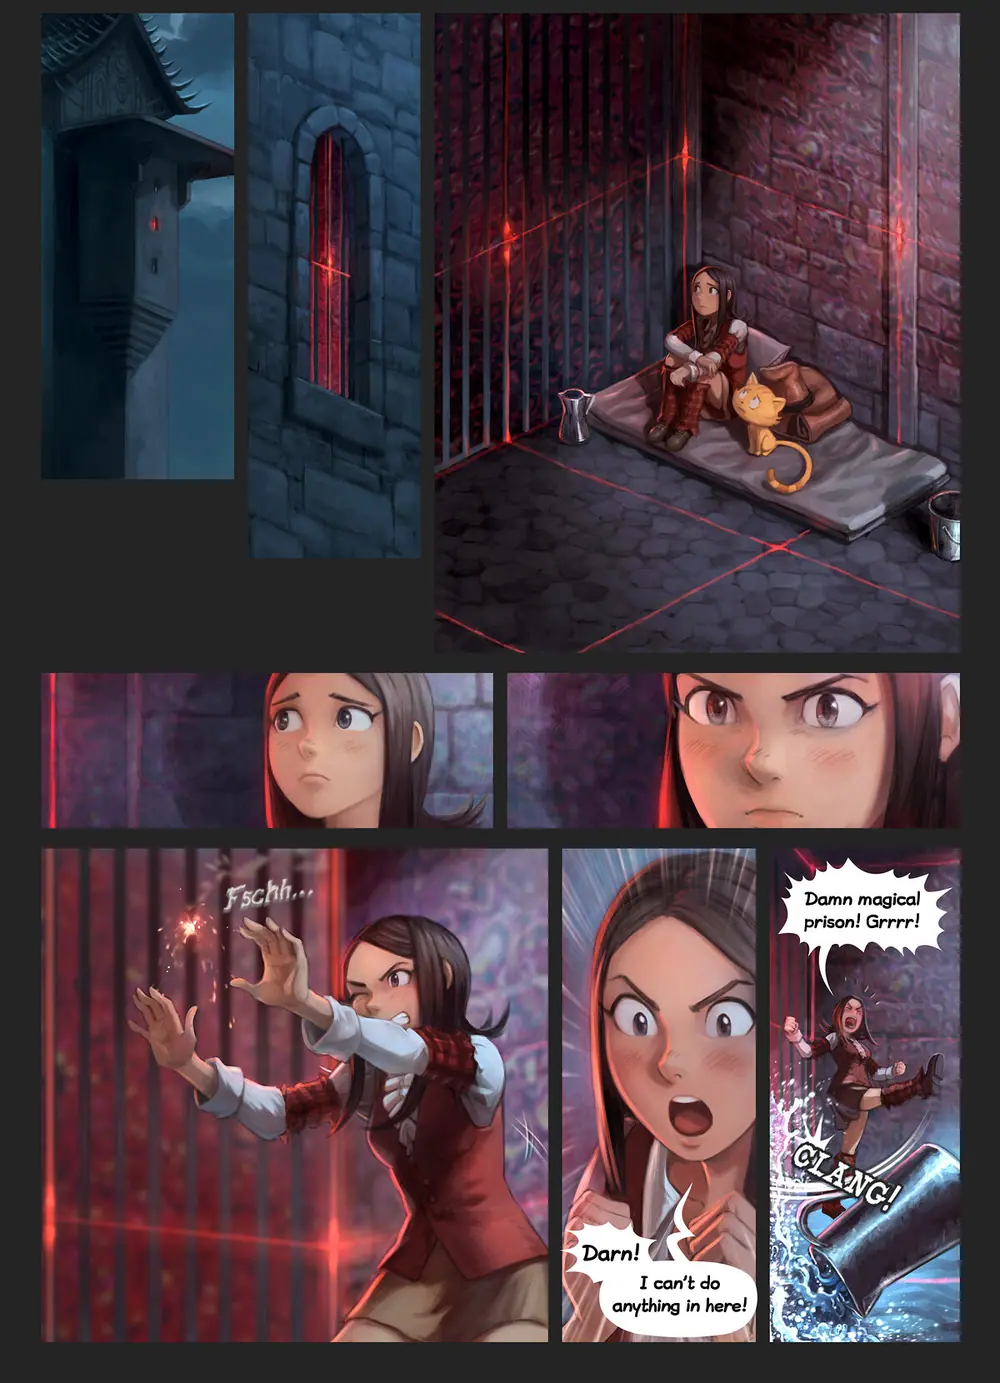 Fschh...
Darn!
I can't do
anything in here!
Damn magical
prison! Grrrr!
CLANG!